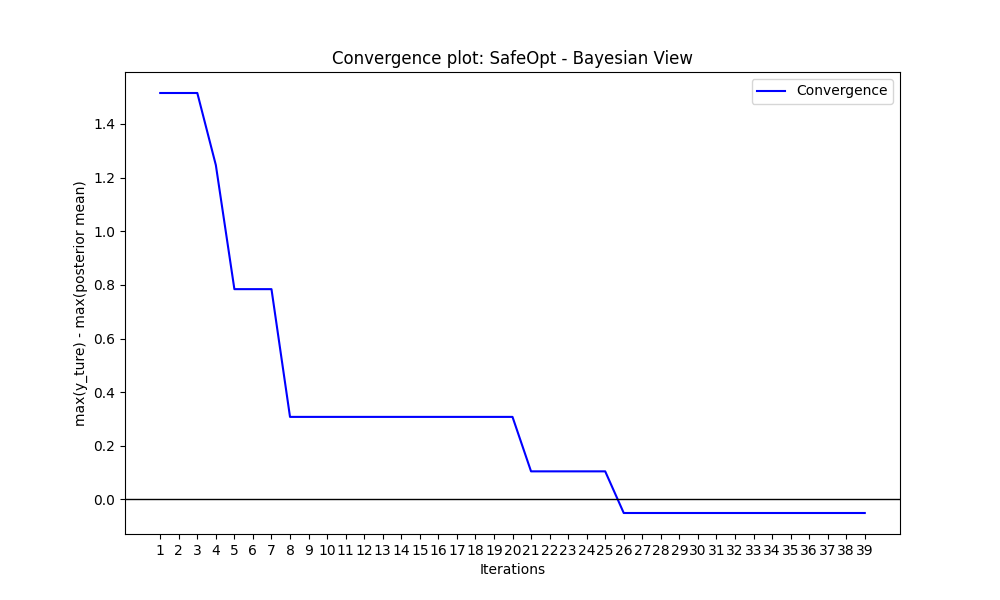 Convergence plot: SafeOpt - Bayesian View
Convergence
max(y_ture) - max(posterior mean)
1.4
1.2
1.0
0.8
0.6
0.4
0.2
0.0
1 2 3 4 5 6 7 8 9 10 11 12 13 14 15 16 17 18 19 20 21 22 23 24 25 26 27 28 29 30 31 32 33 34 35 36 37 38 39
Iterations